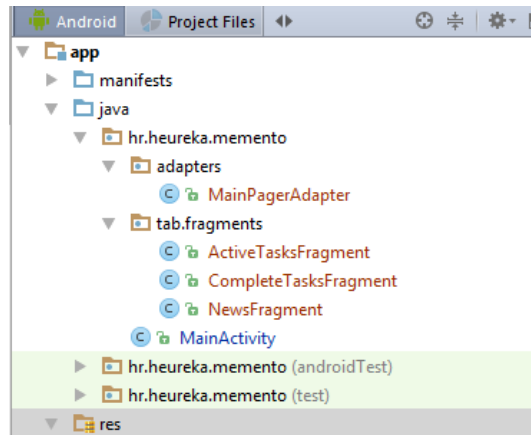 Android Project Files
app
manifests
java
hr.heureka.memento
adapters
C MainPagerAdapter
tab.fragments
C ActiveTasksFragment
C CompleteTasksFragment
C NewsFragment
C MainActivity
hr.heureka.memento (androidTest)
hr.heureka.memento (test)
res